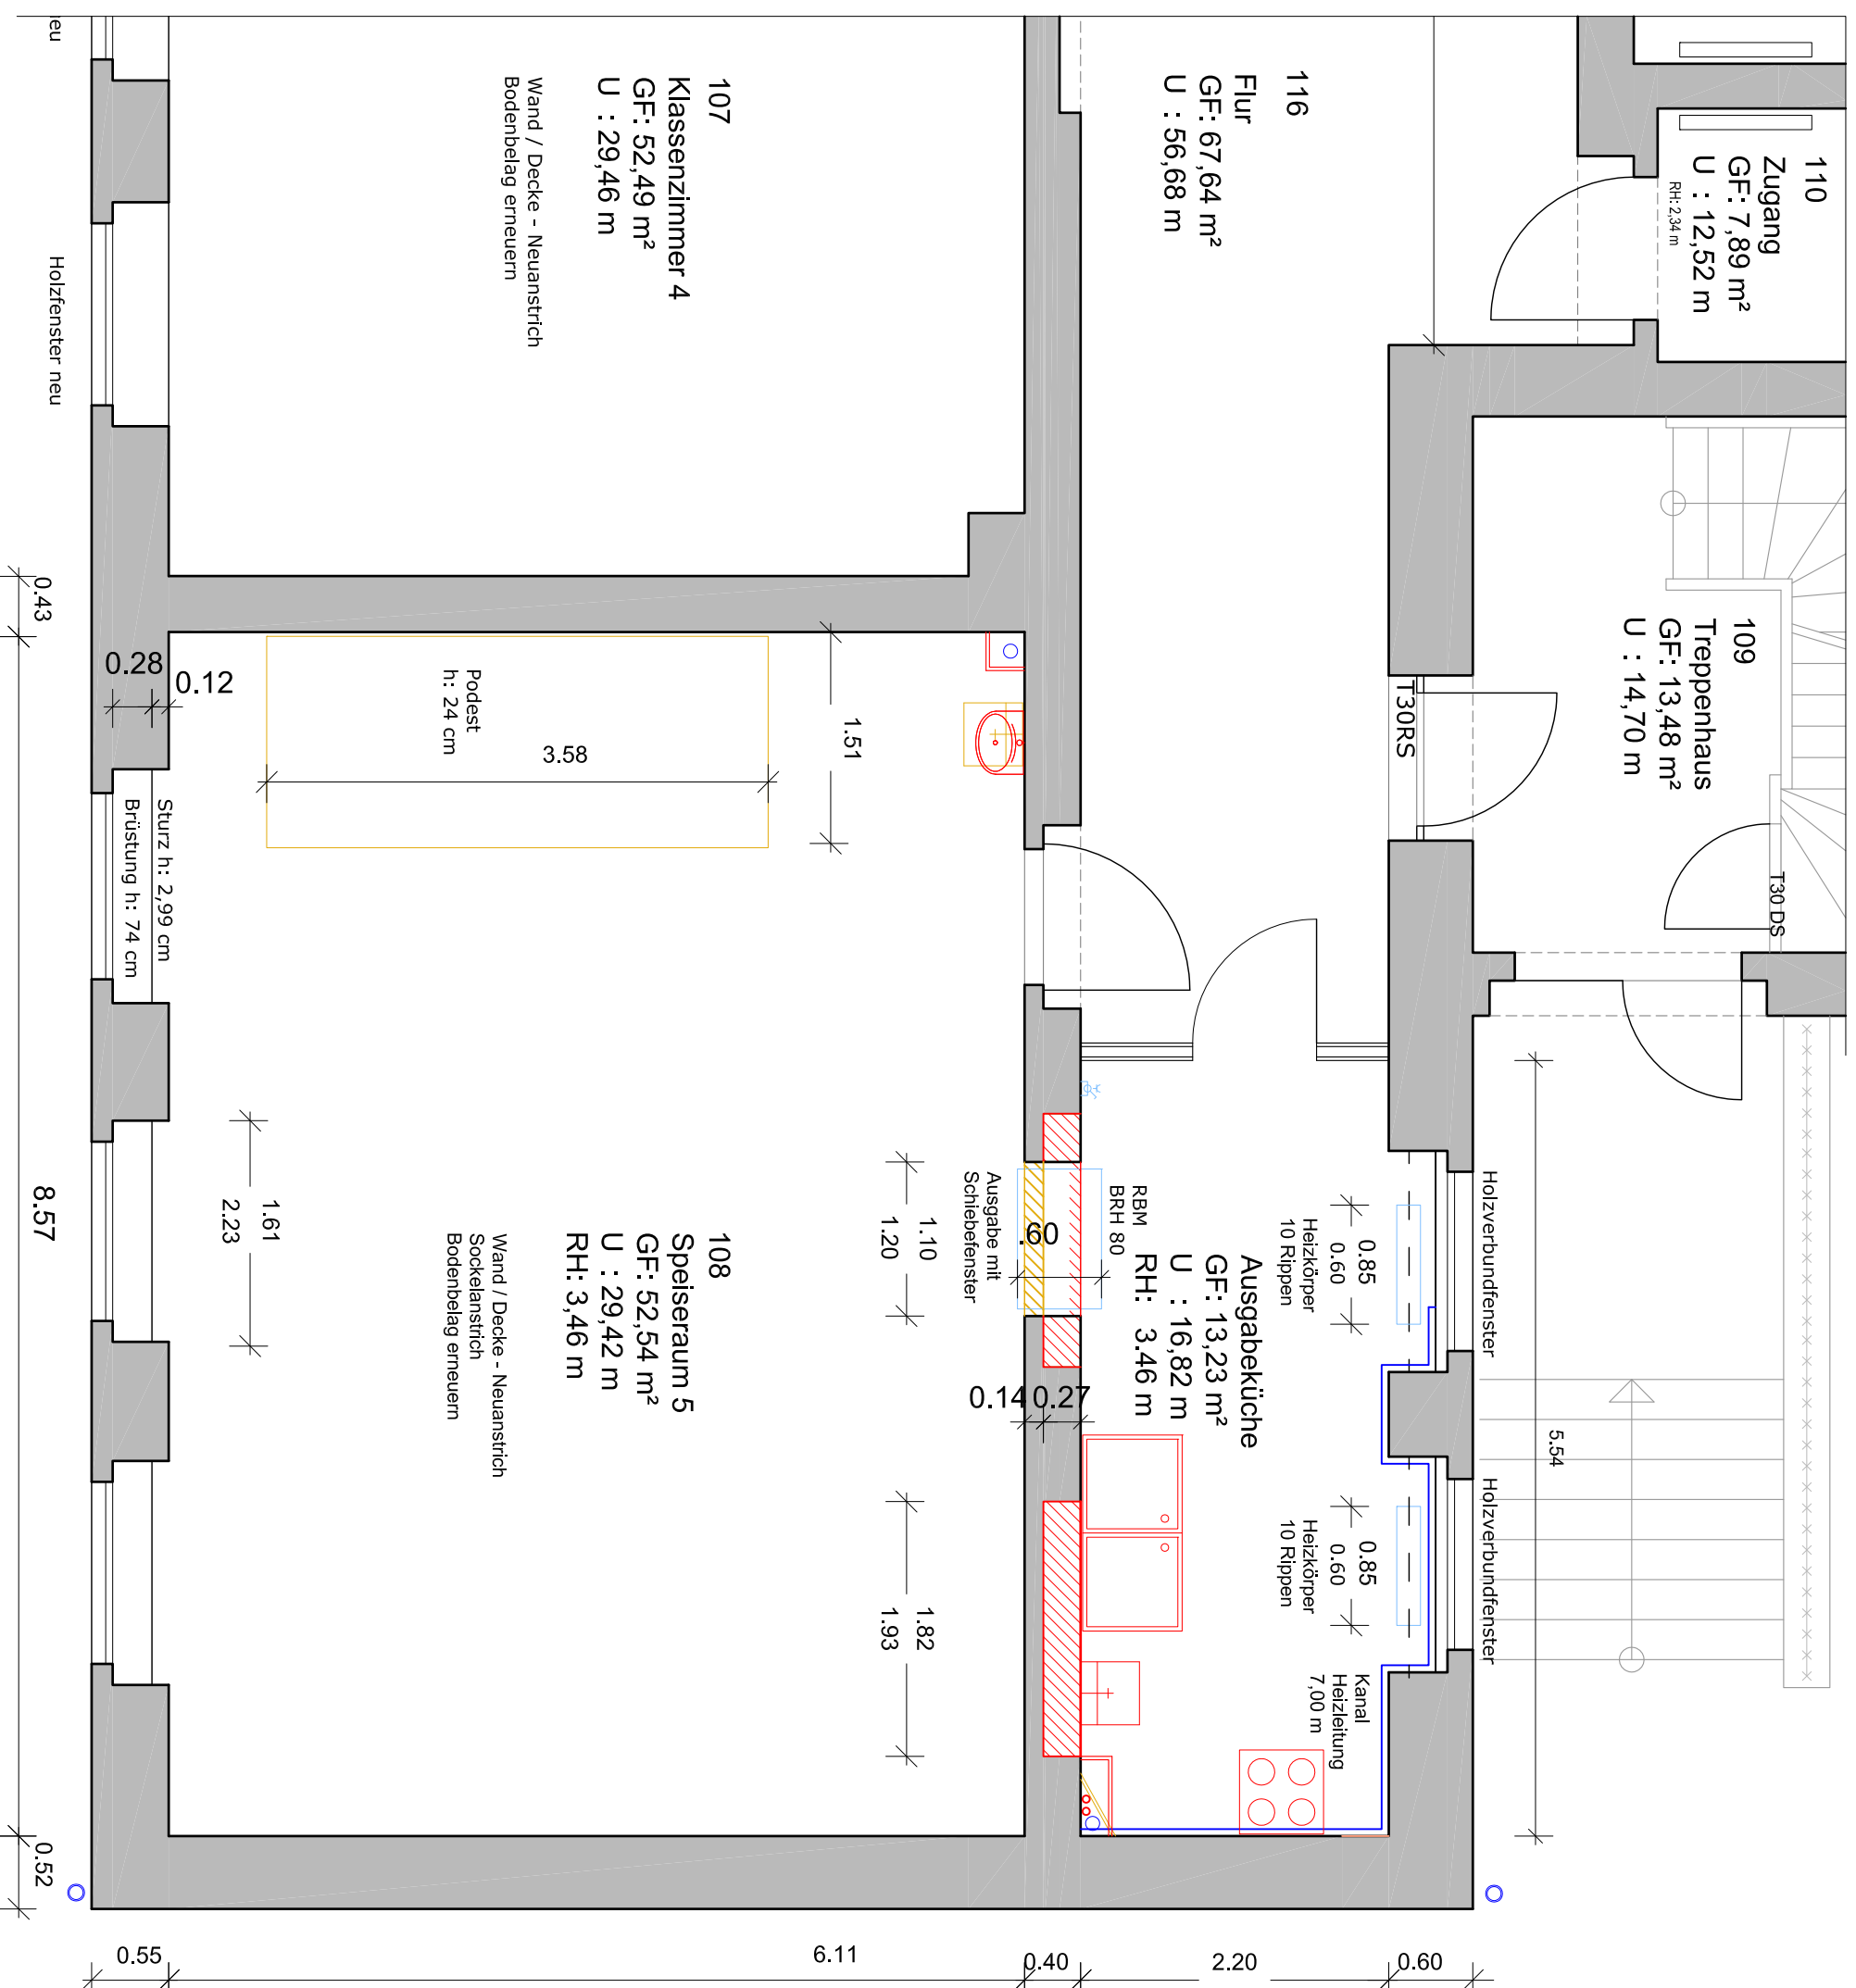 110
Zugang
GF: 7,89 m²
U : 12,52 m
RH: 2,34 m
116
Flur
GF: 67,64 m²
U : 56,68 m
107
Klassenzimmer 4
GF: 52,49 m²
U : 29,46 m
Wand / Decke - Neuanstrich
Bodenbelag erneuern
Holzfenster neu
109
Treppenhaus
GF: 13,48 m²
U : 14,70 m
T30RS
T30 DS
0.43
8.57
0.52
0.28
0.12
Podest
h: 24 cm
3.58
1.51
Sturz h: 2,99 cm
Brüstung h: 74 cm
1.61
2.23
108
Speiseraum 5
GF: 52,54 m²
U : 29,42 m
RH: 3,46 m
Wand / Decke - Neuanstrich
Sockelanstrich
Bodenbelag erneuern
1.10
1.20
Ausgabe mit
Schiebefenster
.60
RBM
BRH 80
Ausgabeküche
GF: 13,23 m²
U : 16,82 m
RH: 3.46 m
0.14
0.27
1.82
1.93
0.85
0.60
Heizkörper
10 Rippen
0.85
0.60
Heizkörper
10 Rippen
Holzverbundfenster
Holzverbundfenster
5.54
Kanal
Heizleitung
7,00 m
0.55
6.11
0.40
2.20
0.60